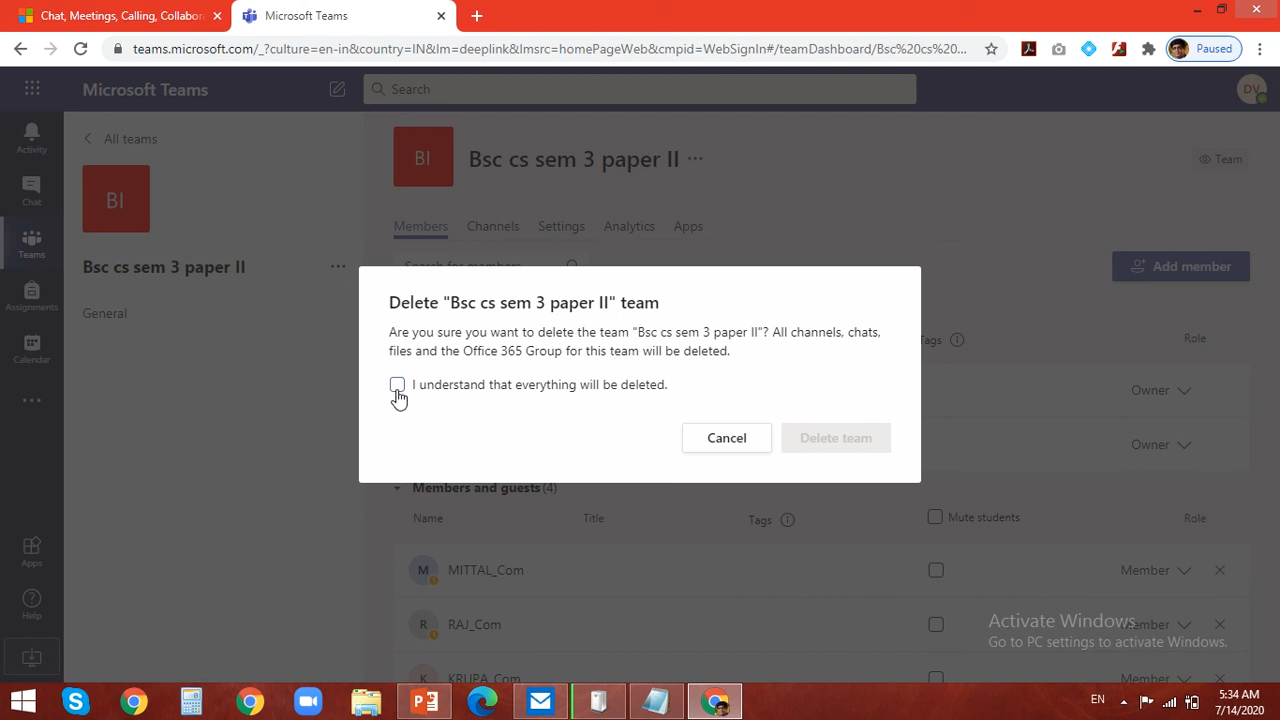 Chat, Meetings, Calling, Collabor
Microsoft Teams
teams.microsoft.com/_?culture=en-in&country=IN&lm=deeplink&lmsrc=homePageWeb&cmpid=WebSignIn#/teamDashboard/Bsc%20cs%20...
Paused
Microsoft Teams
Search
DV
Activity
Chat
Teams
Assignments
Calendar
Apps
Help
All teams
BI
Bsc cs sem 3 paper II ...
General
BI
Bsc cs sem 3 paper II ...
Team
Members Channels Settings Analytics Apps
Search for members
Add member
Tags
Role
Owner
Owner
Delete "Bsc cs sem 3 paper II" team
Are you sure you want to delete the team "Bsc cs sem 3 paper II"? All channels, chats,
files and the Office 365 Group for this team will be deleted.
I understand that everything will be deleted.
Cancel
Delete team
Members and guests (4)
Name Title Tags Mute students Role
M MITTAL_Com Member
R RAJ_Com Member
K KRUPA_Com Member
Activate Windows
Go to PC settings to activate Windows.
EN
5:34 AM
7/14/2020